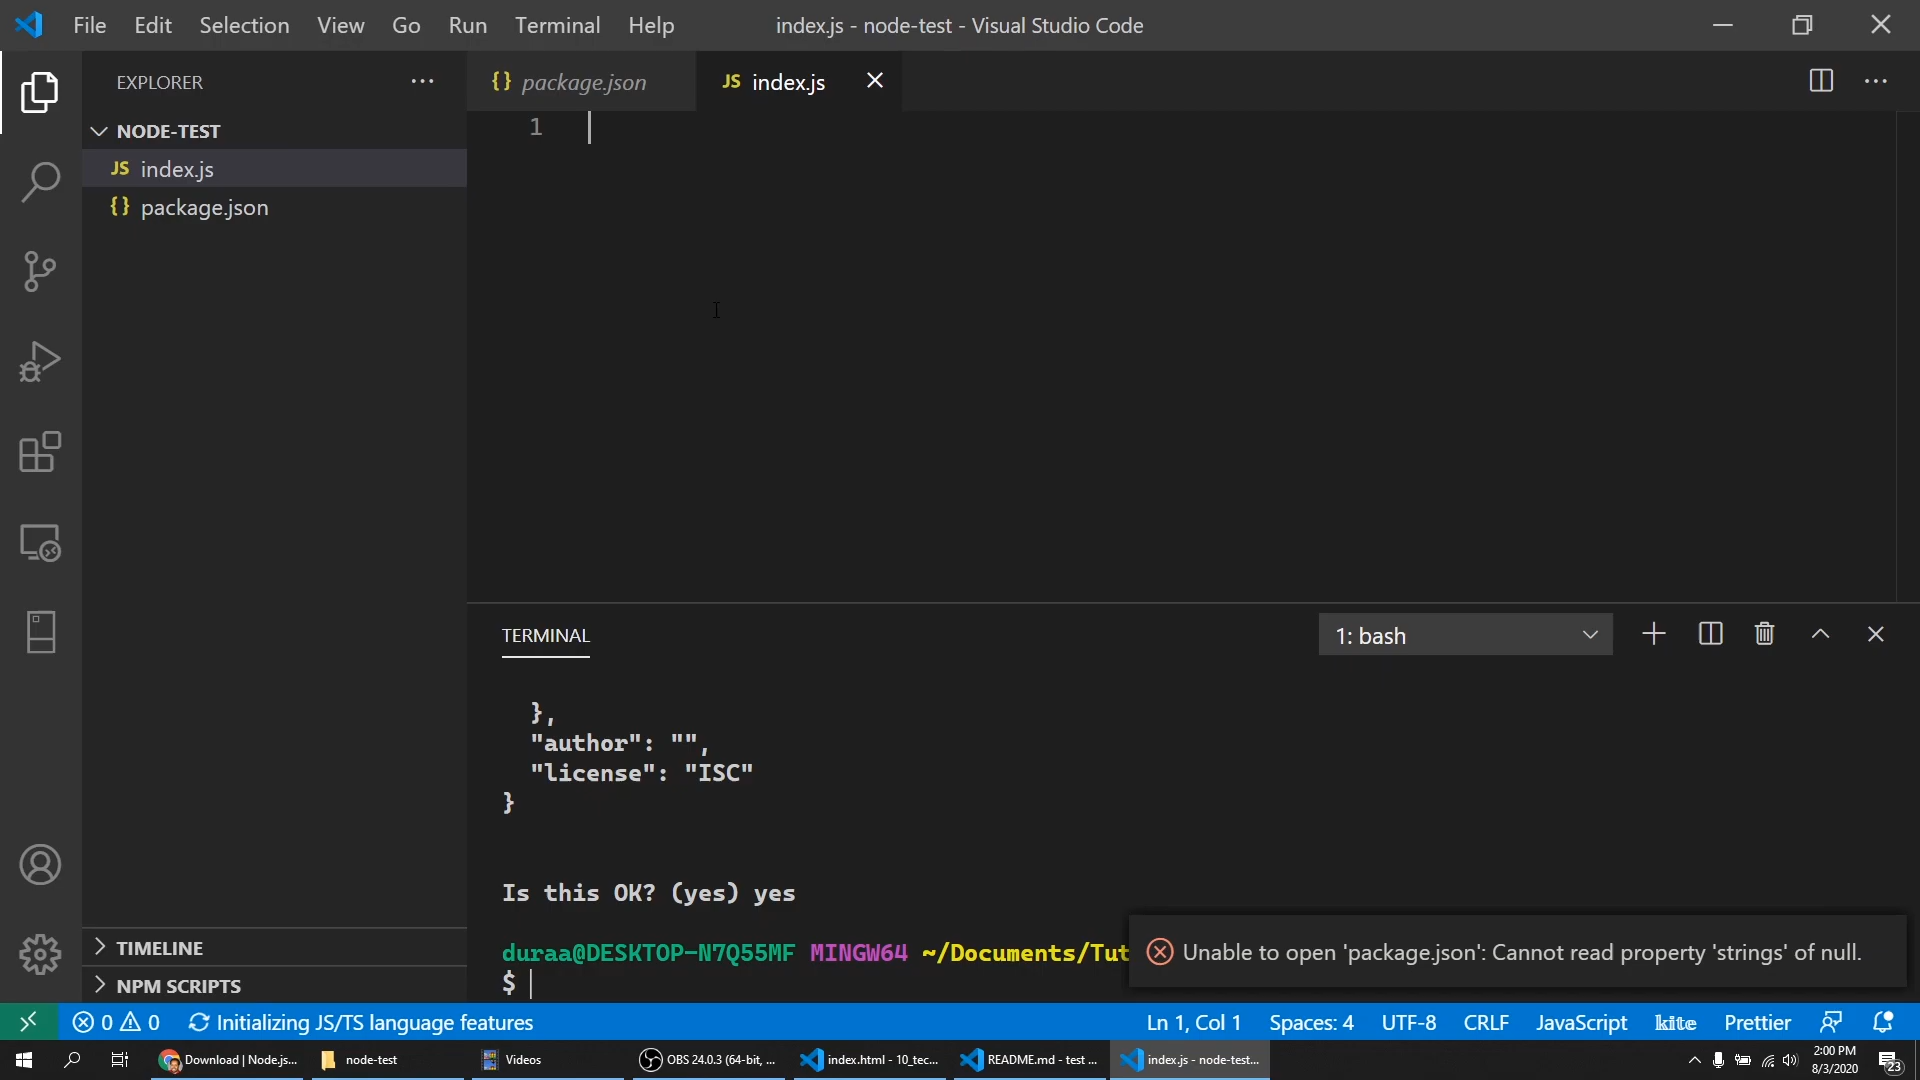 File Edit Selection View Go Run Terminal Help index.js - node-test - Visual Studio Code
EXPLORER
{} package.json JS index.js
NODE-TEST
JS index.js
{} package.json
1
TERMINAL
1: bash
},
"author": "",
"license": "ISC"
}
Is this OK? (yes) yes
duraa@DESKTOP-N7Q55MF MINGW64 ~/Documents/Tut
$
Unable to open 'package.json': Cannot read property 'strings' of null.
TIMELINE
NPM SCRIPTS
0 0 Initializing JS/TS language features Ln 1, Col 1 Spaces: 4 UTF-8 CRLF JavaScript kite Prettier
Download | Node.js... node-test Videos OBS 24.0.3 (64-bit, ... index.html - 10_tec... README.md - test ... index.js - node-test...
2:00 PM
8/3/2020
23